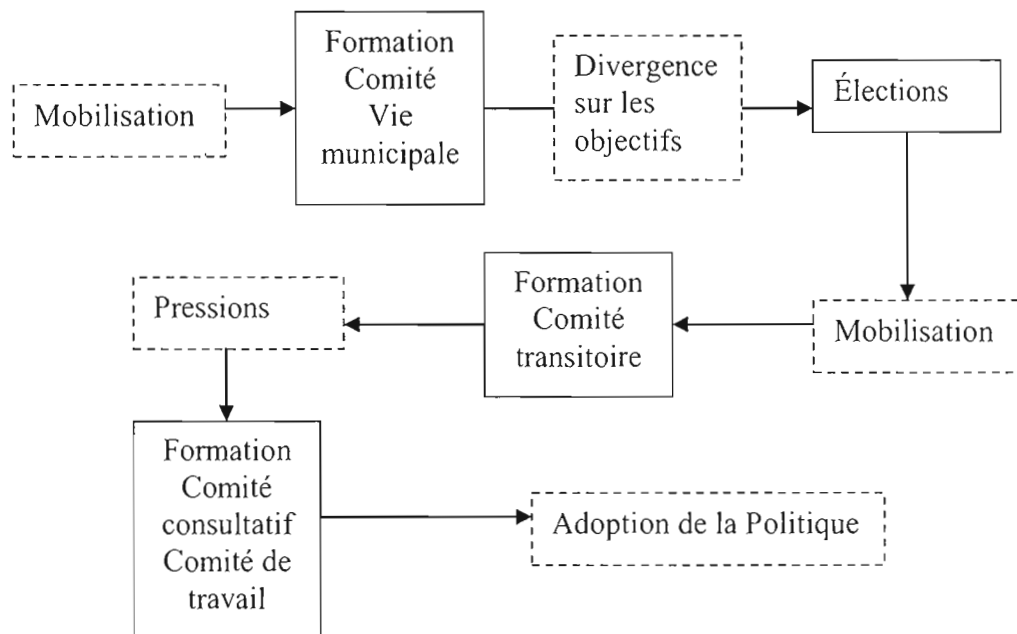 Mobilisation
Formation
Comité
Vie
municipale
Divergence
sur les
objectifs
Élections
Mobilisation
Formation
Comité
transitoire
Pressions
Formation
Comité
consultatif
Comité de
travail
Adoption de la Politique